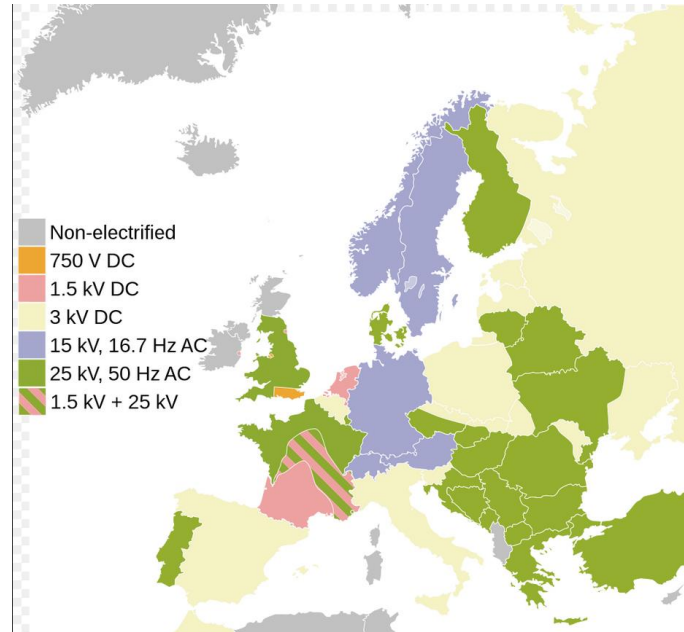 Non-electrified
750 V DC
1.5 kV DC
3 kV DC
15 kV, 16.7 Hz AC
25 kV, 50 Hz AC
1.5 kV + 25 kV